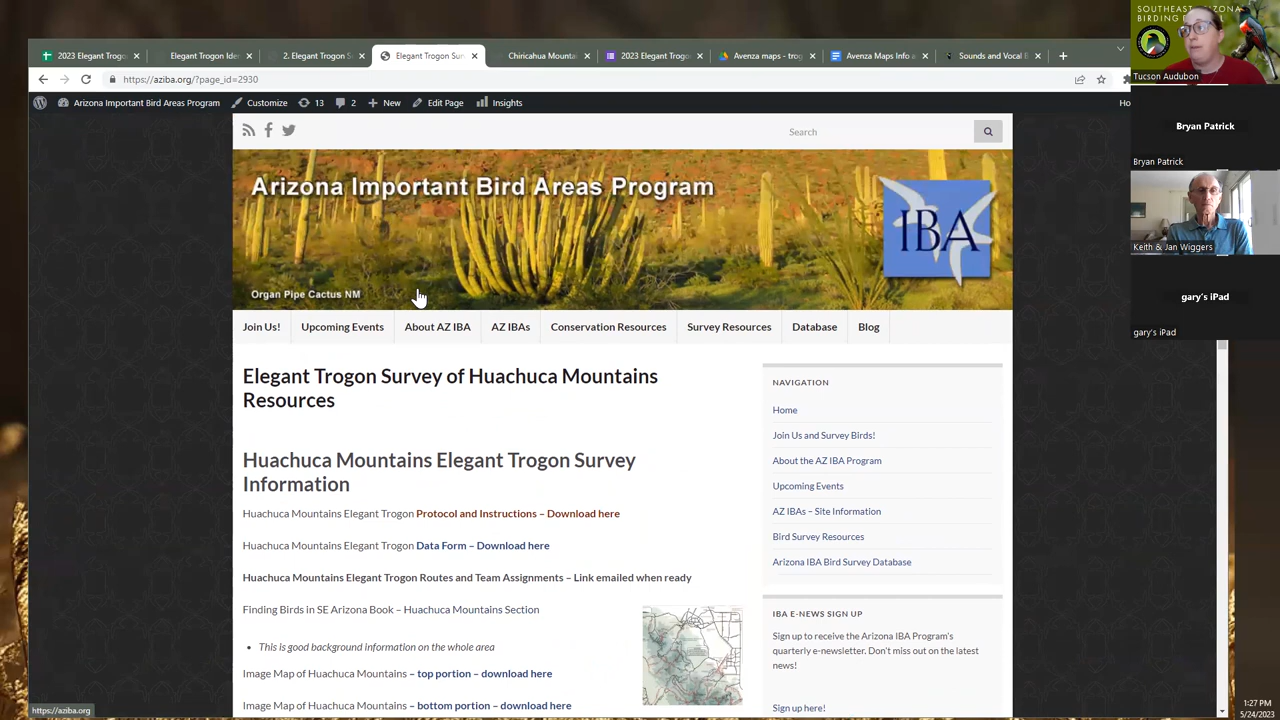 2023 Elegant Trogo
Elegant Trogon Ide
2. Elegant Trogon S
Elegant Trogon Sur
Chiricahua Mountai
2023 Elegant Trogo
Avenza maps - trog
Avenza Maps Info a
Sounds and Vocal B
https://aziba.org/?page_id=2930
Arizona Important Bird Areas Program
Customize
13
2
New
Edit Page
Insights
Ho
Search
Arizona Important Bird Areas Program
IBA
Organ Pipe Cactus NM
Join Us!
Upcoming Events
About AZ IBA
AZ IBAs
Conservation Resources
Survey Resources
Database
Blog
Elegant Trogon Survey of Huachuca Mountains
Resources
Huachuca Mountains Elegant Trogon Survey
Information
Huachuca Mountains Elegant Trogon Protocol and Instructions – Download here
Huachuca Mountains Elegant Trogon Data Form – Download here
Huachuca Mountains Elegant Trogon Routes and Team Assignments – Link emailed when ready
Finding Birds in SE Arizona Book – Huachuca Mountains Section
• This is good background information on the whole area
Image Map of Huachuca Mountains – top portion – download here
Image Map of Huachuca Mountains – bottom portion – download here
NAVIGATION
Home
Join Us and Survey Birds!
About the AZ IBA Program
Upcoming Events
AZ IBAs – Site Information
Bird Survey Resources
Arizona IBA Bird Survey Database
IBA E-NEWS SIGN UP
Sign up to receive the Arizona IBA Program's
quarterly e-newsletter. Don't miss out on the latest
news!
Sign up here!
https://aziba.org
SOUTHEAST ARIZONA
BIRDING
Tucson Audubon
Bryan Patrick
Bryan Patrick
Keith & Jan Wiggers
gary's iPad
gary's iPad
1:27 PM
5/24/2023